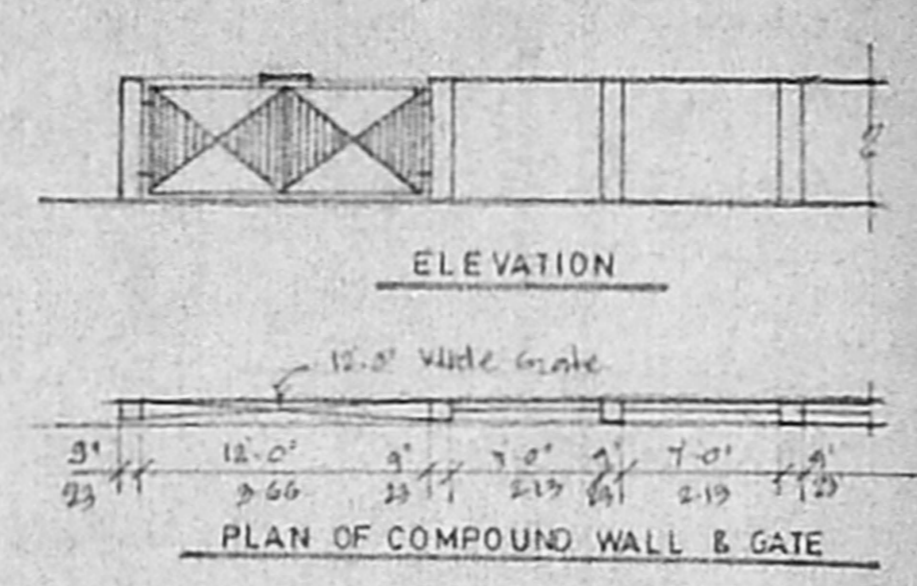 ELEVATION
12'-0" Wide Gate
9" 12'-0" 9" 7'-0" 9" 7'-0" 9"
23 3.66 23 2.13 23 2.13 23
PLAN OF COMPOUND WALL & GATE